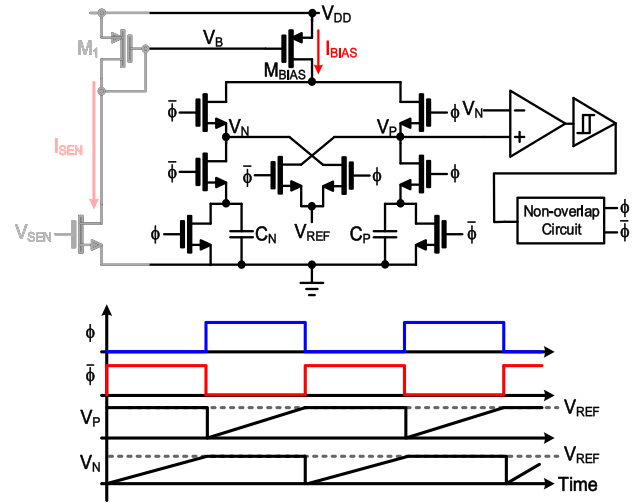 V_DD
M_1
V_B
I_BIAS
M_BIAS
ϕ̄
ϕ
V_N
V_P
V_N
−
+
I_SEN
ϕ̄
ϕ̄
ϕ
ϕ
V_SEN
ϕ
C_N
V_REF
C_P
ϕ̄
Non-overlap
Circuit
ϕ
ϕ̄
ϕ
ϕ̄
V_P
V_REF
V_N
V_REF
Time